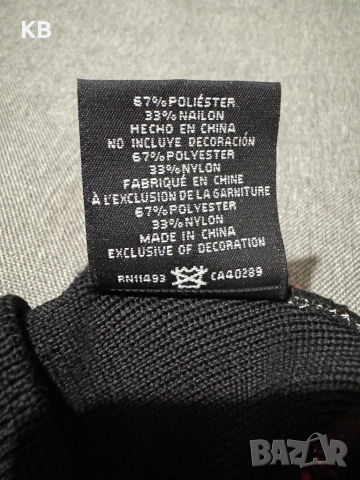 KB
67% POLIÉSTER
33% NAILON
HECHO EN CHINA
NO INCLUYE DECORACIÓN
67% POLYESTER
33% NYLON
FABRIQUÉ EN CHINE
À L'EXCLUSION DE LA GARNITURE
67% POLYESTER
33% NYLON
MADE IN CHINA
EXCLUSIVE OF DECORATION
RN11493 CA40289
BAZAR